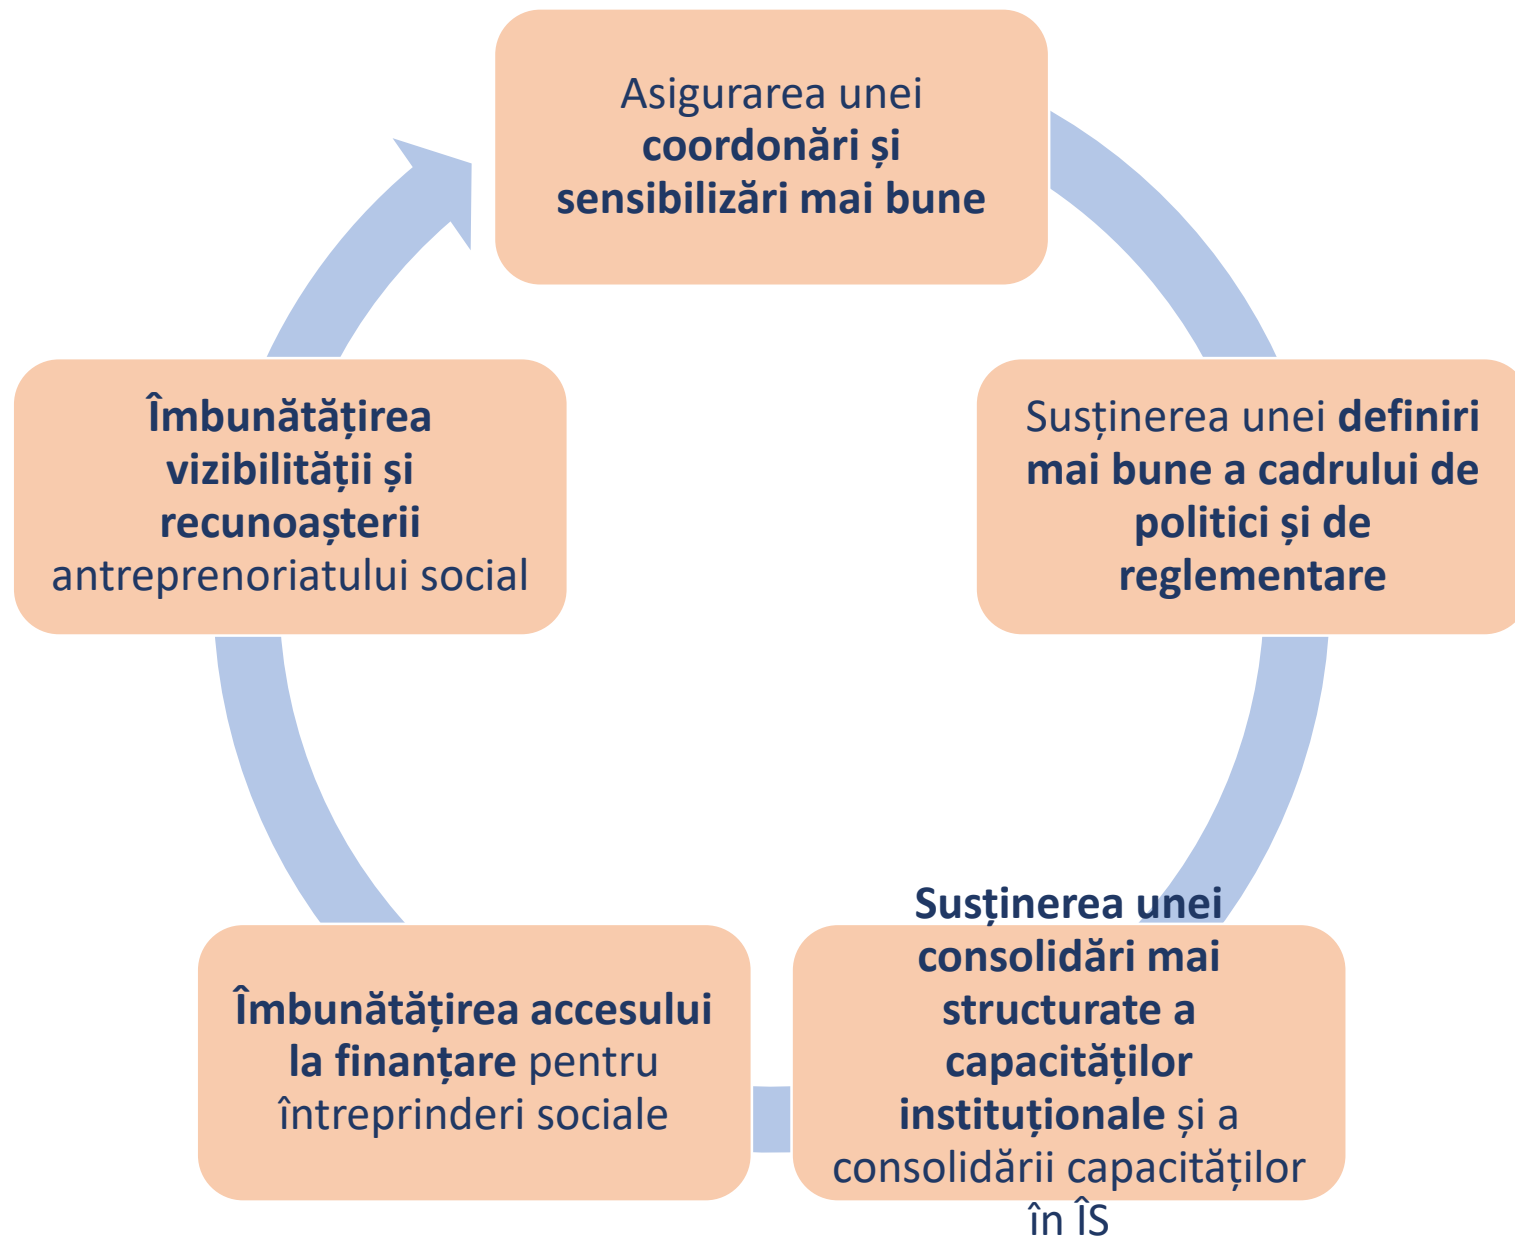 Asigurarea unei
coordonări și
sensibilizări mai bune
Susținerea unei definiri
mai bune a cadrului de
politici și de
reglementare
Susținerea unei
consolidări mai
structurate a
capacităților
instituționale și a
consolidării capacităților
în ÎS
Îmbunătățirea accesului
la finanțare pentru
întreprinderi sociale
Îmbunătățirea
vizibilității și
recunoașterii
antreprenoriatului social